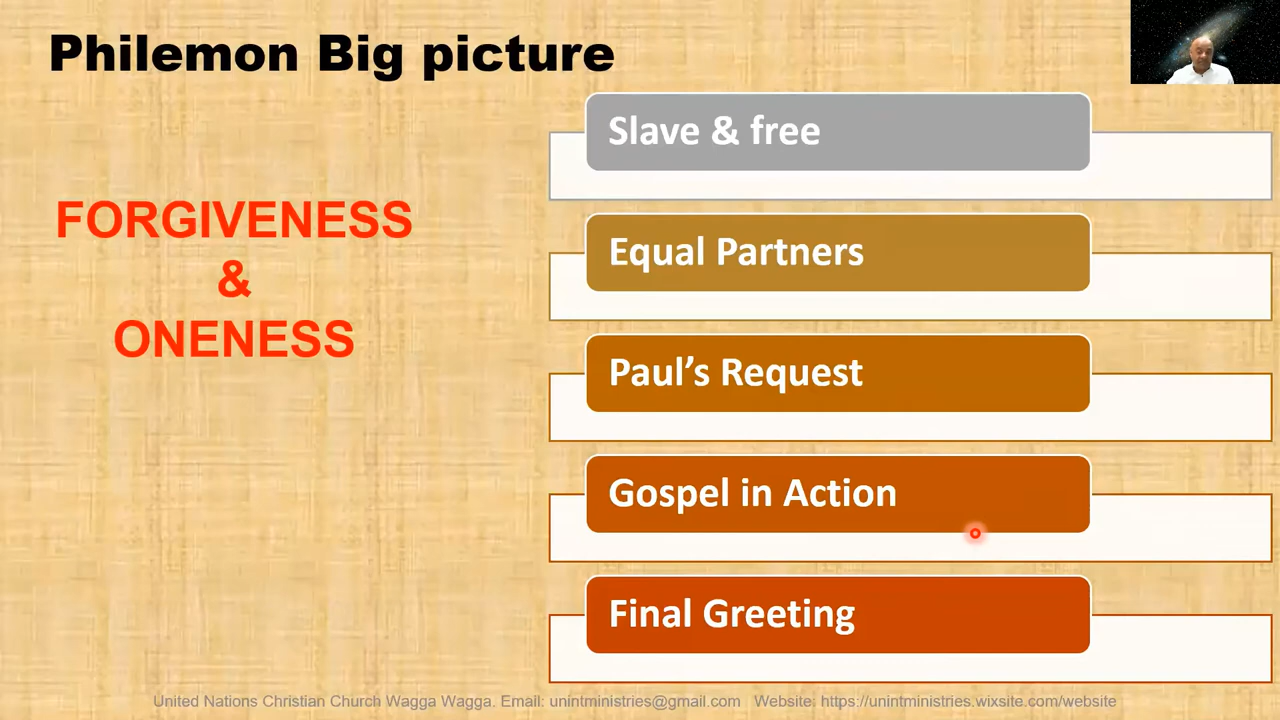 Philemon Big picture
FORGIVENESS
&
ONENESS
Slave & free
Equal Partners
Paul’s Request
Gospel in Action
Final Greeting
United Nations Christian Church Wagga Wagga. Email: unintministries@gmail.com Website: https://unintministries.wixsite.com/website